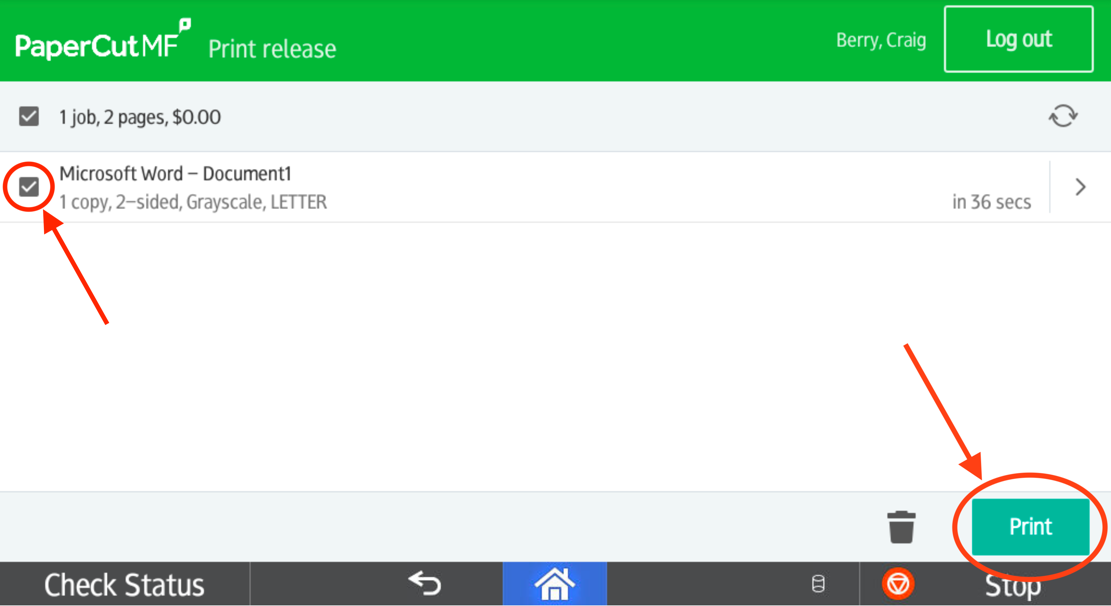 PaperCut MF Print release Berry, Craig Log out
1 job, 2 pages, $0.00
Microsoft Word – Document1
1 copy, 2–sided, Grayscale, LETTER in 36 secs
Print
Check Status Stop